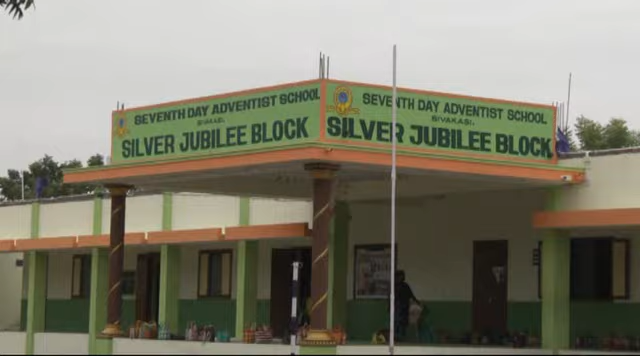 SEVENTH DAY ADVENTIST SCHOOL
SIVAKASI.
SILVER JUBILEE BLOCK
SEVENTH DAY ADVENTIST SCHOOL
SIVAKASI.
SILVER JUBILEE BLOCK